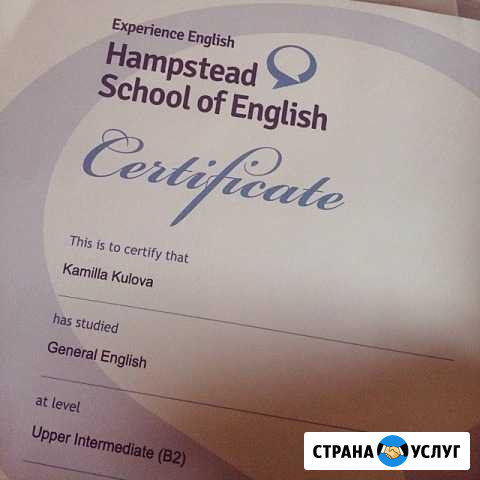 Experience English
Hampstead
School of English
Certificate
This is to certify that
Kamilla Kulova
has studied
General English
at level
Upper Intermediate (B2)
СТРАНА УСЛУГ